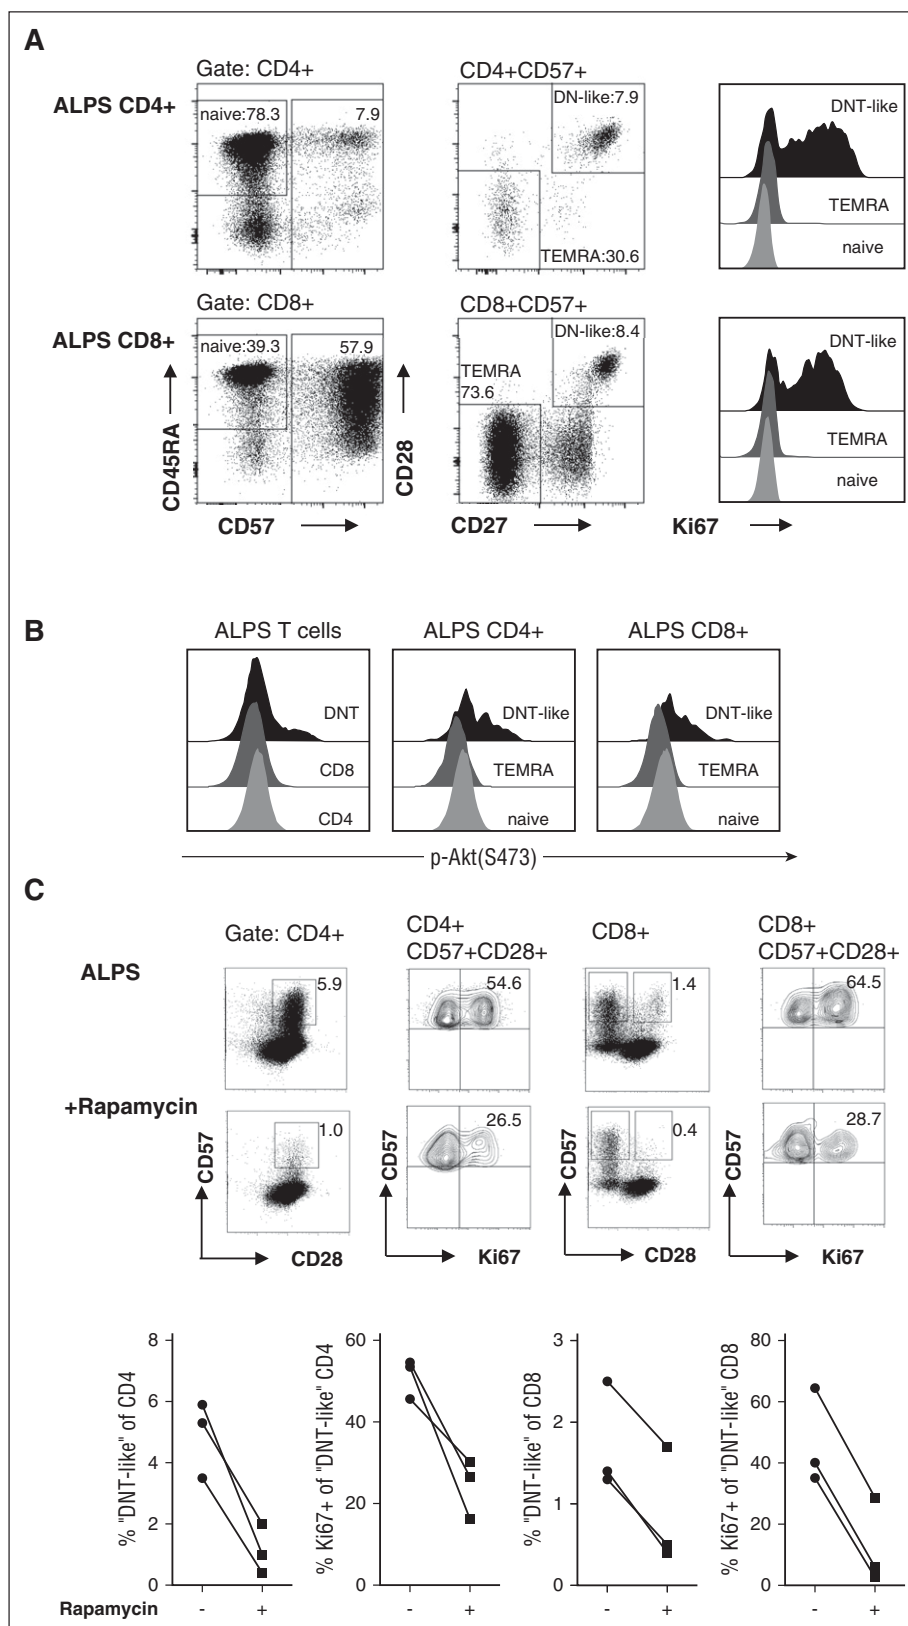 A
Gate: CD4+
CD4+CD57+
ALPS CD4+
naive:78.3
7.9
DN-like:7.9
TEMRA:30.6
DNT-like
TEMRA
naive
Gate: CD8+
CD8+CD57+
ALPS CD8+
naive:39.3
57.9
DN-like:8.4
TEMRA
73.6
DNT-like
TEMRA
naive
CD45RA
CD28
CD57
CD27
Ki67
B
ALPS T cells
ALPS CD4+
ALPS CD8+
DNT
CD8
CD4
DNT-like
TEMRA
naive
DNT-like
TEMRA
naive
p-Akt(S473)
C
Gate: CD4+
CD4+
CD57+CD28+
CD8+
CD8+
CD57+CD28+
ALPS
5.9
54.6
1.4
64.5
+Rapamycin
1.0
26.5
0.4
28.7
CD57
CD57
CD57
CD57
CD28
Ki67
CD28
Ki67
% "DNT-like" of CD4
8
6
4
2
0
% Ki67+ of "DNT-like" CD4
60
40
20
0
% "DNT-like" of CD8
3
2
1
0
% Ki67+ of "DNT-like" CD8
80
60
40
20
0
Rapamycin - + - + - + - +